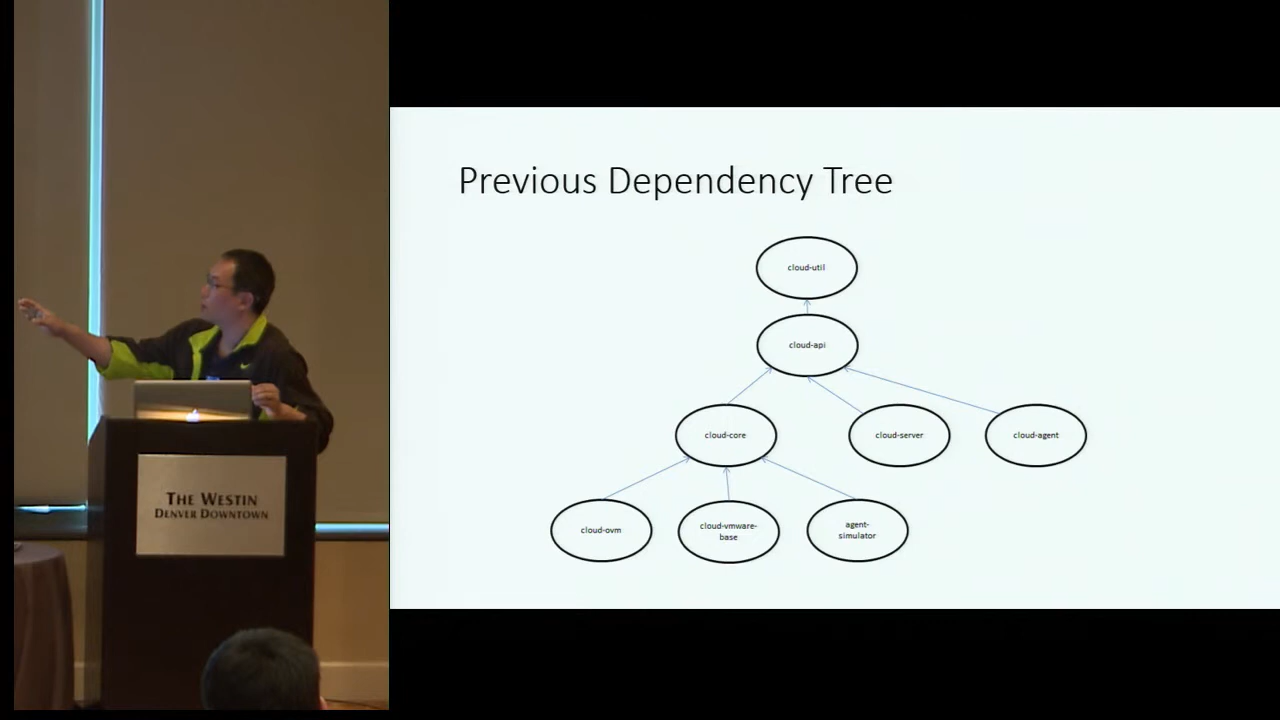 Previous Dependency Tree
cloud-util
cloud-api
cloud-core
cloud-server
cloud-agent
cloud-ovm
cloud-vmware-
base
agent-
simulator
THE WESTIN
DENVER DOWNTOWN